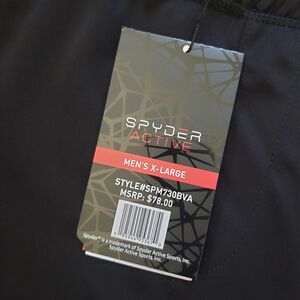 SPYDER
ACTIVE
MEN'S X-LARGE
STYLE#SPM730BVA
MSRP: $78.00
Spyder™ is a trademark of Spyder Active Sports, Inc.
Spyder Active Sports, Inc.